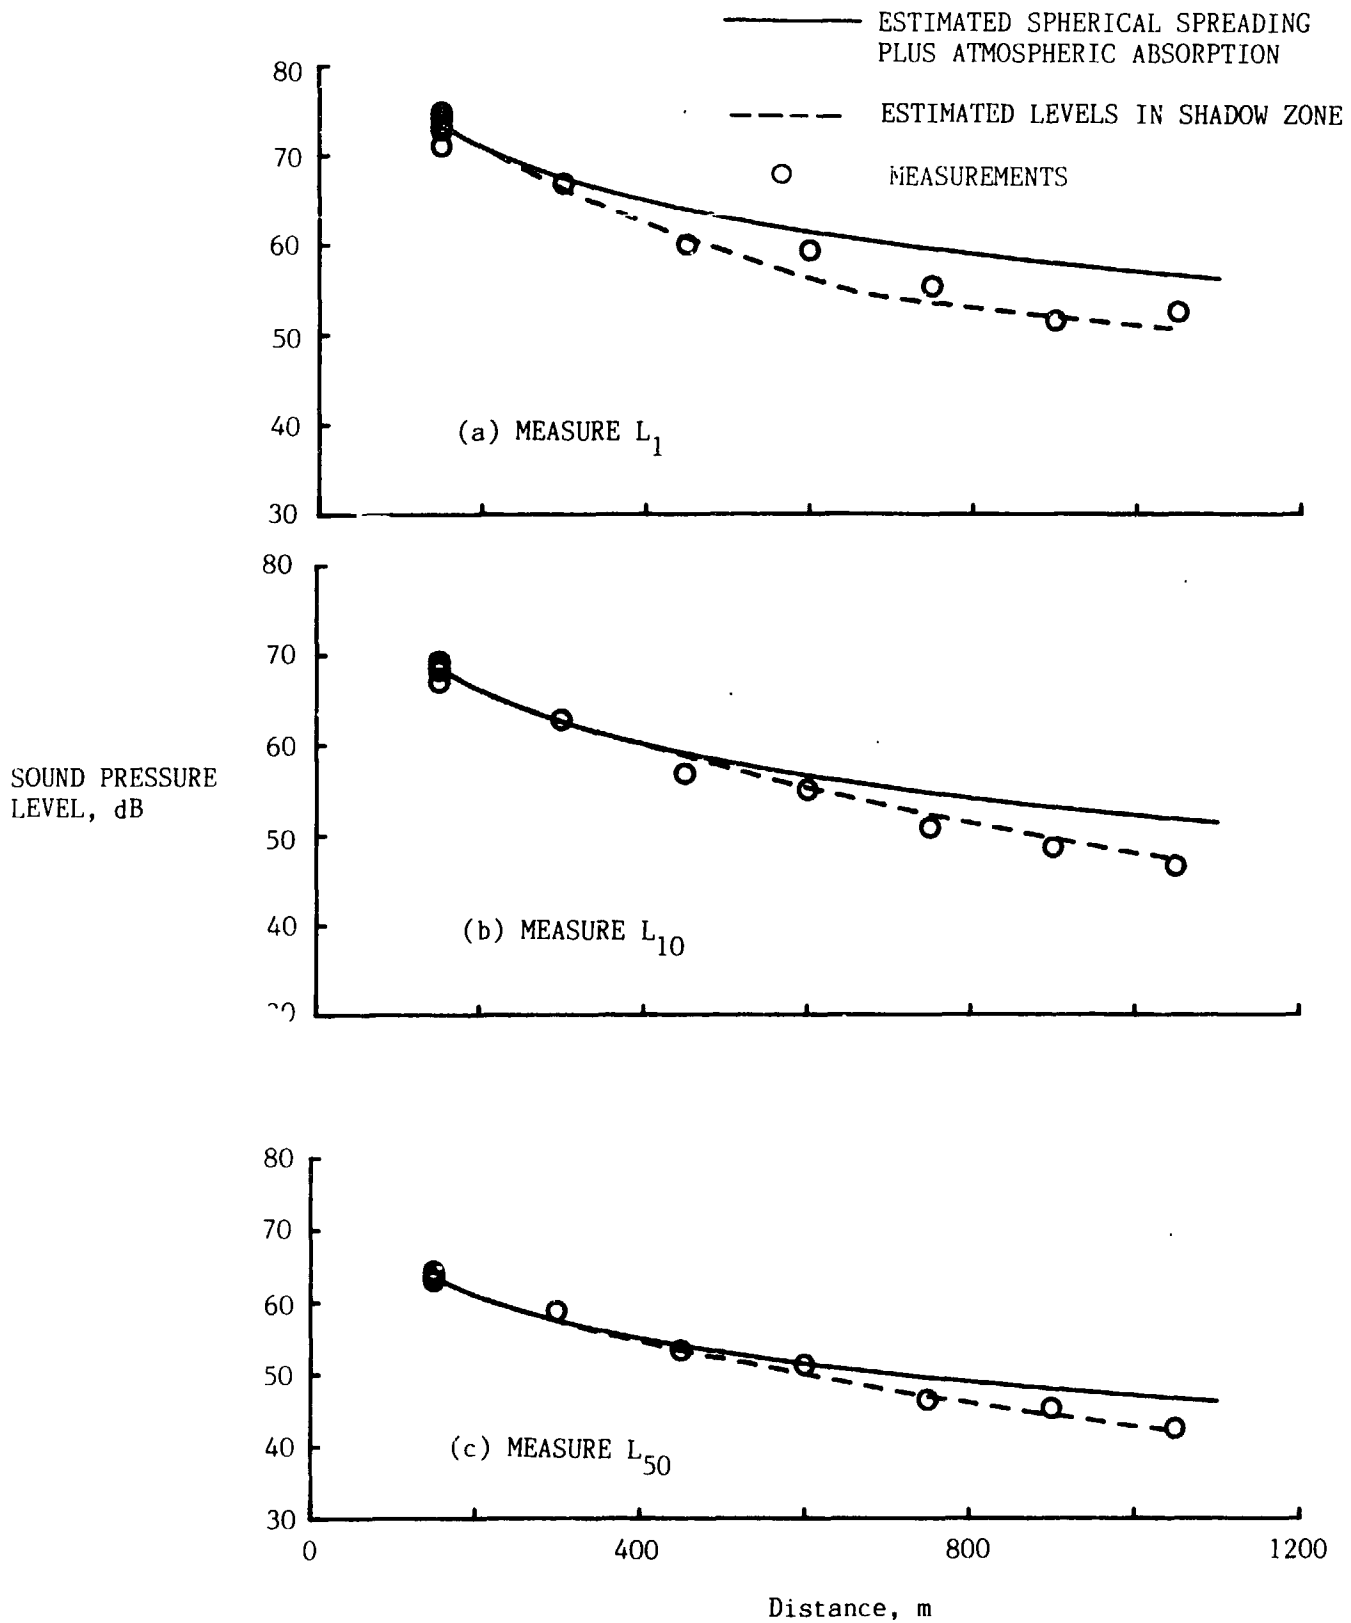 ESTIMATED SPHERICAL SPREADING
PLUS ATMOSPHERIC ABSORPTION
ESTIMATED LEVELS IN SHADOW ZONE
MEASUREMENTS
80
70
60
50
40
30
(a) MEASURE L1
80
70
60
50
40
(b) MEASURE L10
SOUND PRESSURE
LEVEL, dB
80
70
60
50
40
30
(c) MEASURE L50
0 400 800 1200
Distance, m